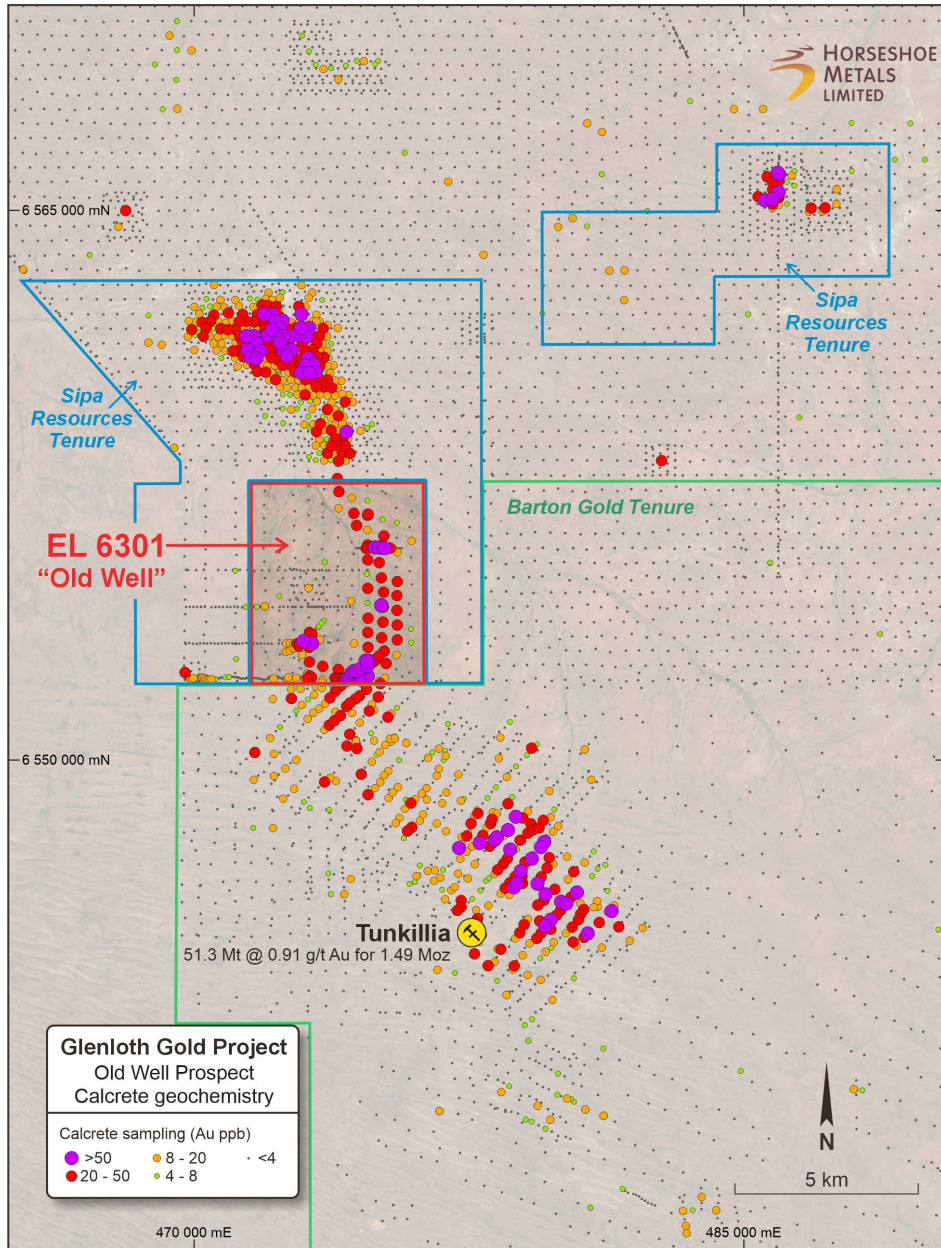 HORSESHOE
METALS
LIMITED
6 565 000 mN
Sipa
Resources
Tenure
Sipa
Resources
Tenure
Barton Gold Tenure
EL 6301
“Old Well”
6 550 000 mN
Tunkillia
51.3 Mt @ 0.91 g/t Au for 1.49 Moz
Glenloth Gold Project
Old Well Prospect
Calcrete geochemistry
Calcrete sampling (Au ppb)
>50 8 - 20 <4
20 - 50 4 - 8
N
5 km
470 000 mE 485 000 mE